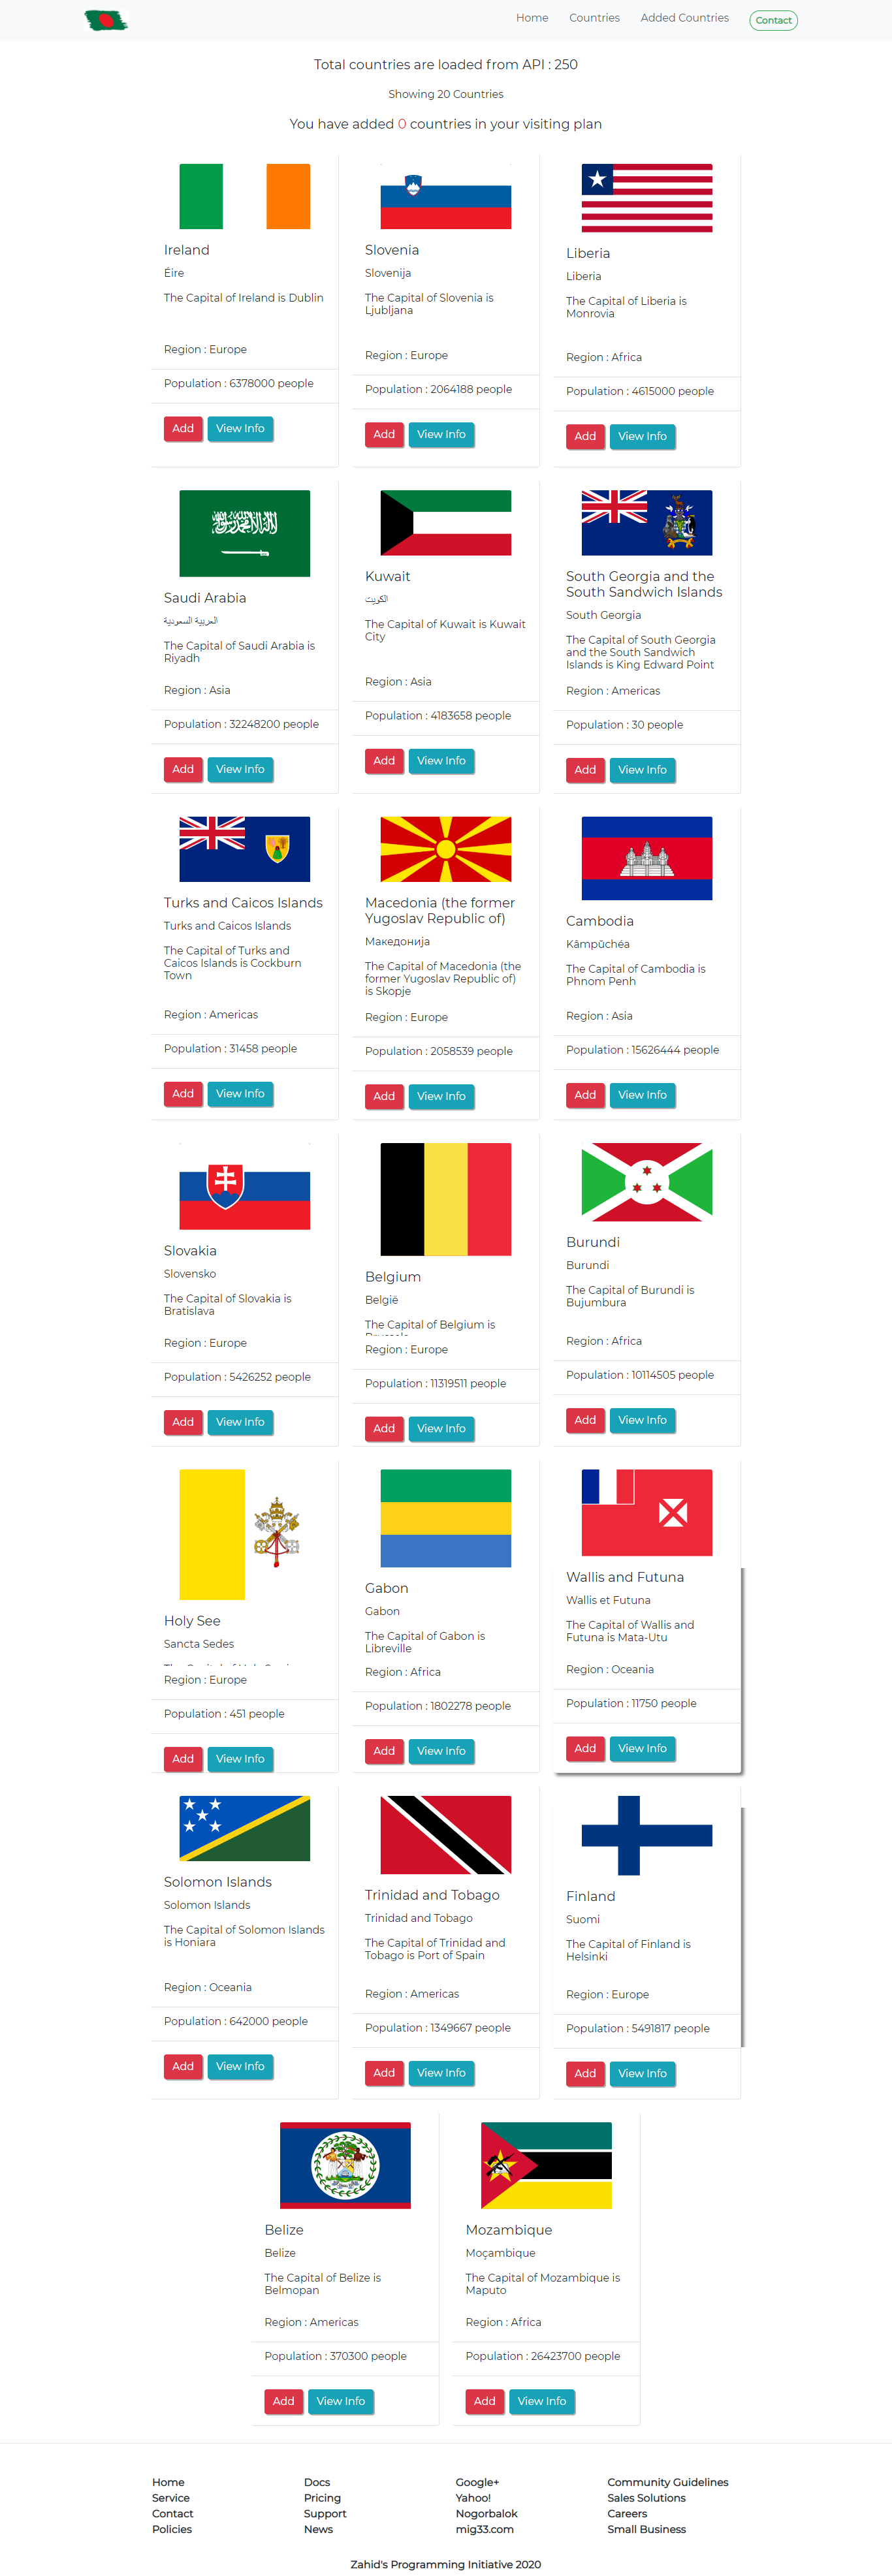 Home Countries Added Countries Contact
Total countries are loaded from API : 250
Showing 20 Countries
You have added 0 countries in your visiting plan
Ireland
Éire
The Capital of Ireland is Dublin
Region : Europe
Population : 6378000 people
Add View Info
Slovenia
Slovenija
The Capital of Slovenia is
Ljubljana
Region : Europe
Population : 2064188 people
Add View Info
Liberia
Liberia
The Capital of Liberia is
Monrovia
Region : Africa
Population : 4615000 people
Add View Info
Saudi Arabia
العربية السعودية
The Capital of Saudi Arabia is
Riyadh
Region : Asia
Population : 32248200 people
Add View Info
Kuwait
الكويت
The Capital of Kuwait is Kuwait
City
Region : Asia
Population : 4183658 people
Add View Info
South Georgia and the
South Sandwich Islands
South Georgia
The Capital of South Georgia
and the South Sandwich
Islands is King Edward Point
Region : Americas
Population : 30 people
Add View Info
Turks and Caicos Islands
Turks and Caicos Islands
The Capital of Turks and
Caicos Islands is Cockburn
Town
Region : Americas
Population : 31458 people
Add View Info
Macedonia (the former
Yugoslav Republic of)
Македонија
The Capital of Macedonia (the
former Yugoslav Republic of)
is Skopje
Region : Europe
Population : 2058539 people
Add View Info
Cambodia
Kâmpŭchéa
The Capital of Cambodia is
Phnom Penh
Region : Asia
Population : 15626444 people
Add View Info
Slovakia
Slovensko
The Capital of Slovakia is
Bratislava
Region : Europe
Population : 5426252 people
Add View Info
Belgium
België
The Capital of Belgium is
Region : Europe
Population : 11319511 people
Add View Info
Burundi
Burundi
The Capital of Burundi is
Bujumbura
Region : Africa
Population : 10114505 people
Add View Info
Holy See
Sancta Sedes
Region : Europe
Population : 451 people
Add View Info
Gabon
Gabon
The Capital of Gabon is
Libreville
Region : Africa
Population : 1802278 people
Add View Info
Wallis and Futuna
Wallis et Futuna
The Capital of Wallis and
Futuna is Mata-Utu
Region : Oceania
Population : 11750 people
Add View Info
Solomon Islands
Solomon Islands
The Capital of Solomon Islands
is Honiara
Region : Oceania
Population : 642000 people
Add View Info
Trinidad and Tobago
Trinidad and Tobago
The Capital of Trinidad and
Tobago is Port of Spain
Region : Americas
Population : 1349667 people
Add View Info
Finland
Suomi
The Capital of Finland is
Helsinki
Region : Europe
Population : 5491817 people
Add View Info
Belize
Belize
The Capital of Belize is
Belmopan
Region : Americas
Population : 370300 people
Add View Info
Mozambique
Moçambique
The Capital of Mozambique is
Maputo
Region : Africa
Population : 26423700 people
Add View Info
Home
Service
Contact
Policies
Docs
Pricing
Support
News
Google+
Yahoo!
Nogorbalok
mig33.com
Community Guidelines
Sales Solutions
Careers
Small Business
Zahid's Programming Initiative 2020